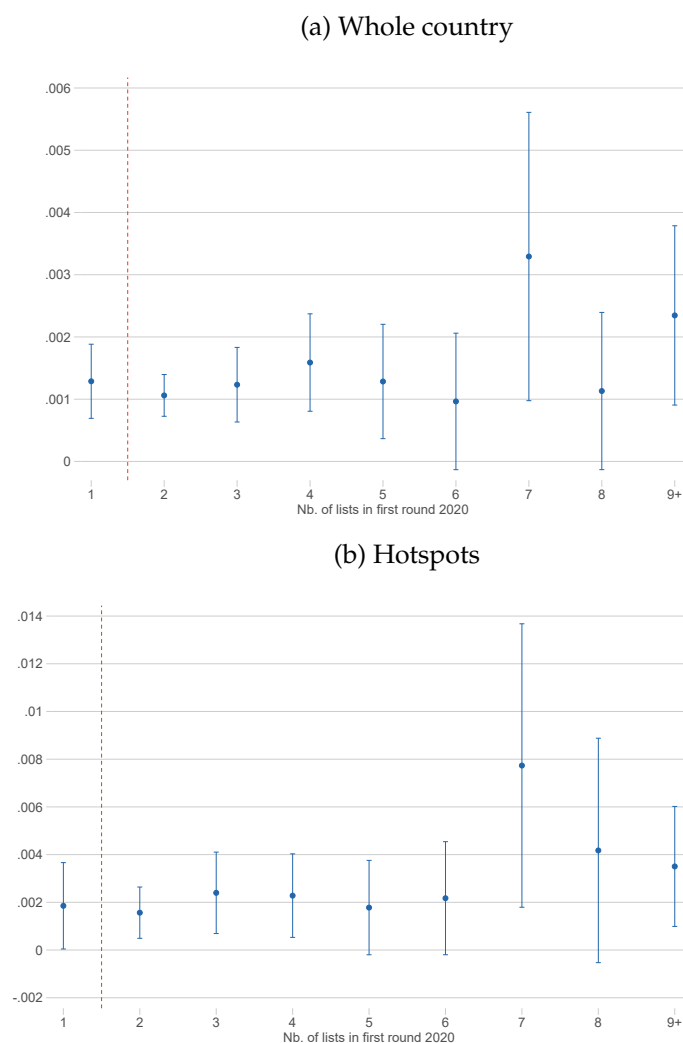 (a) Whole country
.006
.005
.004
.003
.002
.001
0
1 2 3 4 5 6 7 8 9+
Nb. of lists in first round 2020
(b) Hotspots
.014
.012
.01
.008
.006
.004
.002
0
-.002
1 2 3 4 5 6 7 8 9+
Nb. of lists in first round 2020